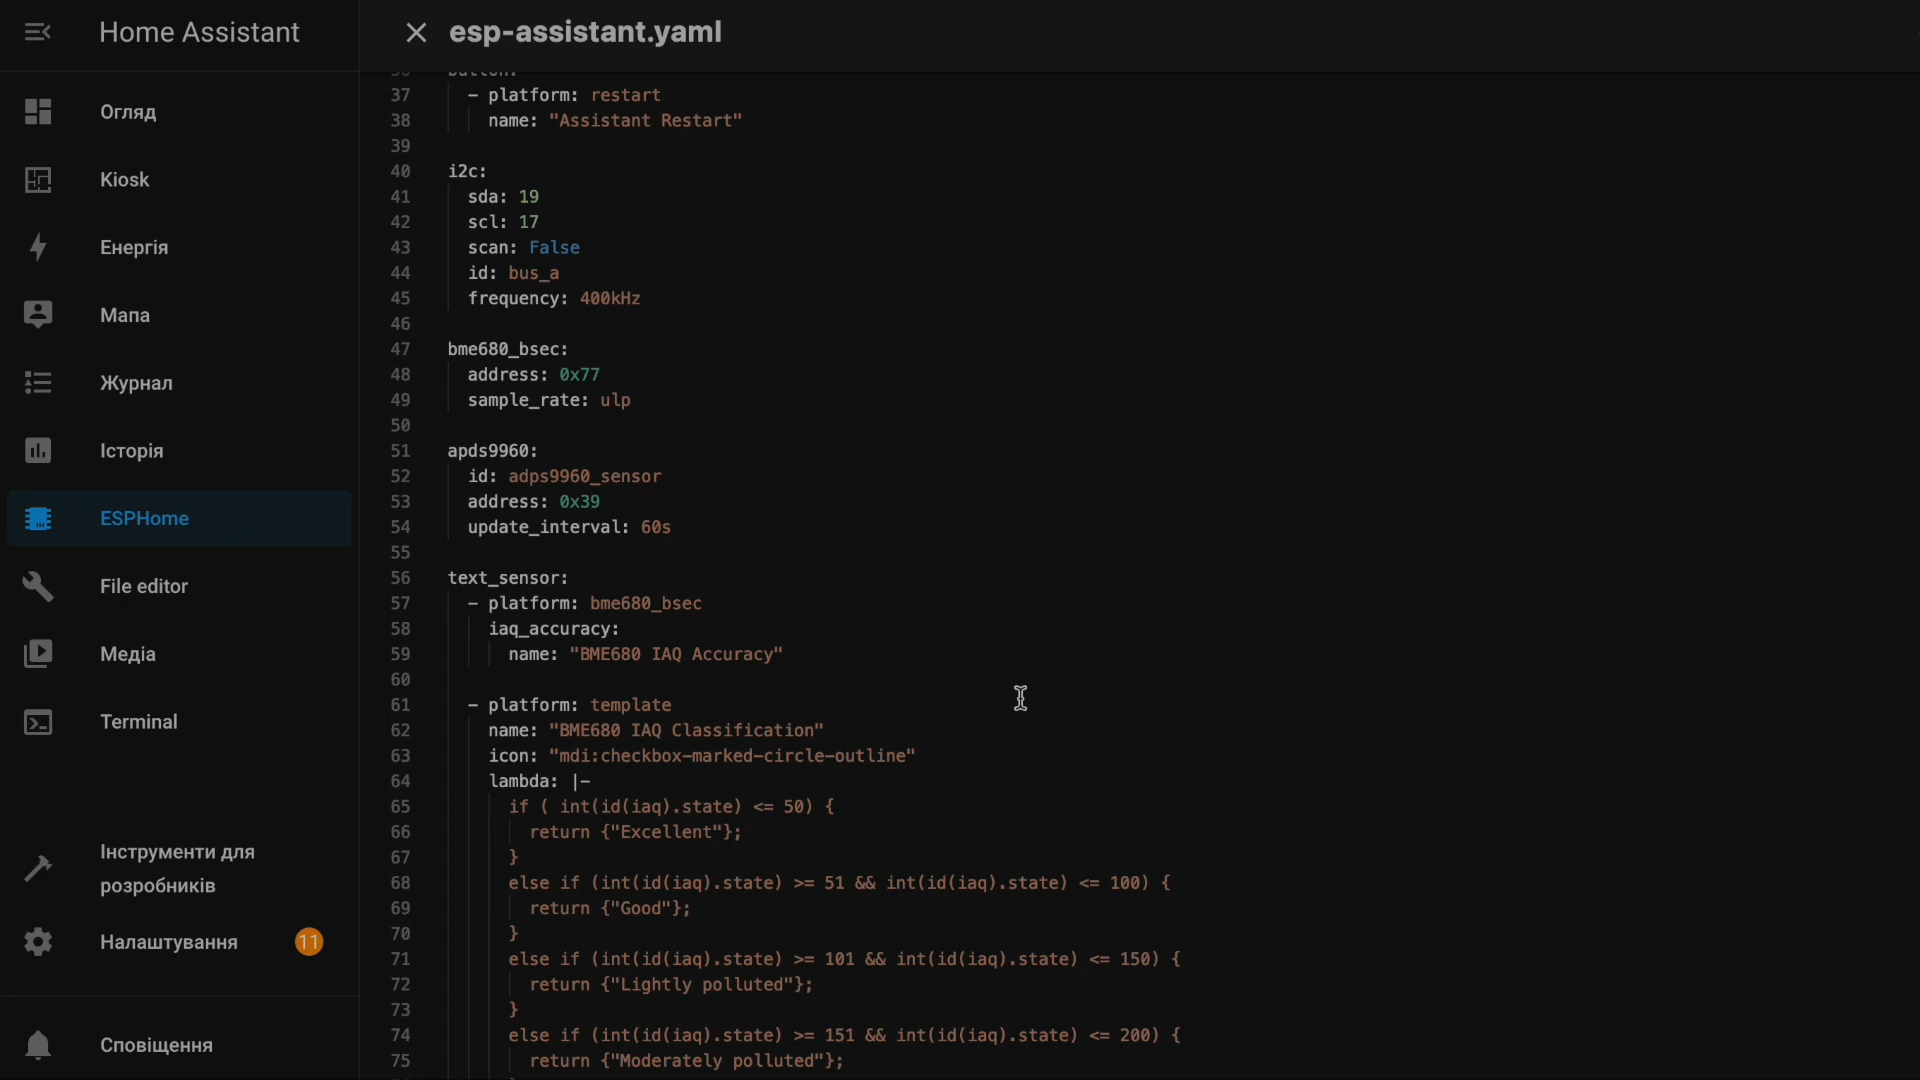 Home Assistant
Огляд
Kiosk
Енергія
Мапа
Журнал
Історія
ESPHome
File editor
Медіа
Terminal
Інструменти для
розробників
Налаштування
11
Сповіщення
esp-assistant.yaml
36 button:
37 - platform: restart
38 name: "Assistant Restart"
39
40 i2c:
41 sda: 19
42 scl: 17
43 scan: False
44 id: bus_a
45 frequency: 400kHz
46
47 bme680_bsec:
48 address: 0x77
49 sample_rate: ulp
50
51 apds9960:
52 id: adps9960_sensor
53 address: 0x39
54 update_interval: 60s
55
56 text_sensor:
57 - platform: bme680_bsec
58 iaq_accuracy:
59 name: "BME680 IAQ Accuracy"
60
61 - platform: template
62 name: "BME680 IAQ Classification"
63 icon: "mdi:checkbox-marked-circle-outline"
64 lambda: |-
65 if ( int(id(iaq).state) <= 50) {
66 return {"Excellent"};
67 }
68 else if (int(id(iaq).state) >= 51 && int(id(iaq).state) <= 100) {
69 return {"Good"};
70 }
71 else if (int(id(iaq).state) >= 101 && int(id(iaq).state) <= 150) {
72 return {"Lightly polluted"};
73 }
74 else if (int(id(iaq).state) >= 151 && int(id(iaq).state) <= 200) {
75 return {"Moderately polluted"};